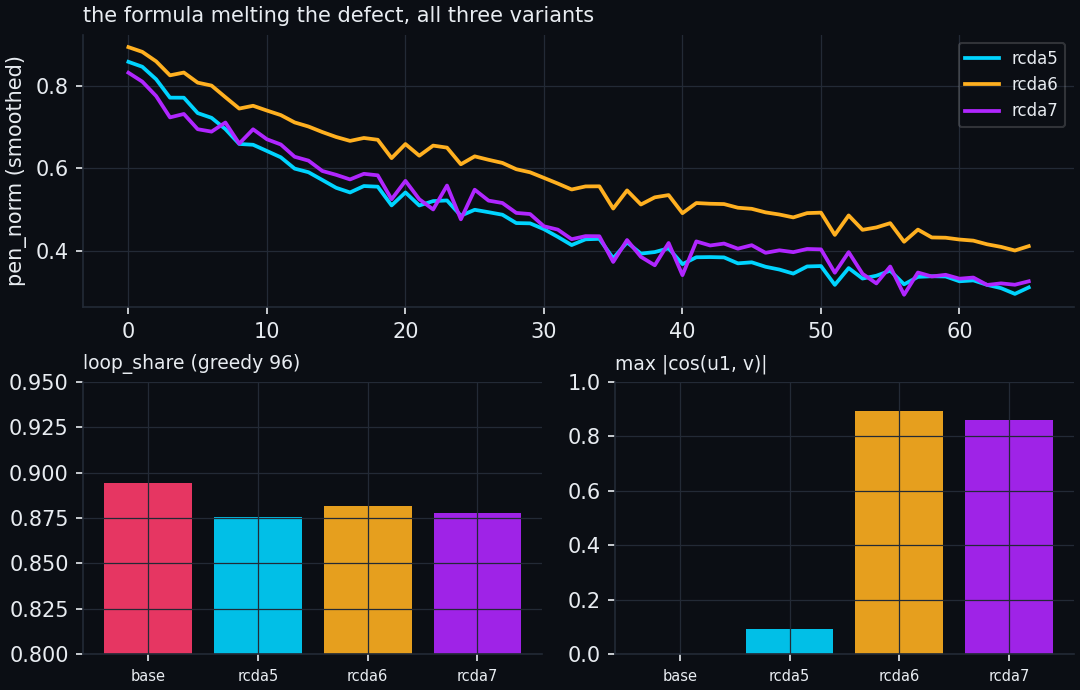 the formula melting the defect, all three variants
pen_norm (smoothed)
0.8
0.6
0.4
rcda5
rcda6
rcda7
0 10 20 30 40 50 60
loop_share (greedy 96)
0.950
0.925
0.900
0.875
0.850
0.825
0.800
base rcda5 rcda6 rcda7
max |cos(u1, v)|
1.0
0.8
0.6
0.4
0.2
0.0
base rcda5 rcda6 rcda7